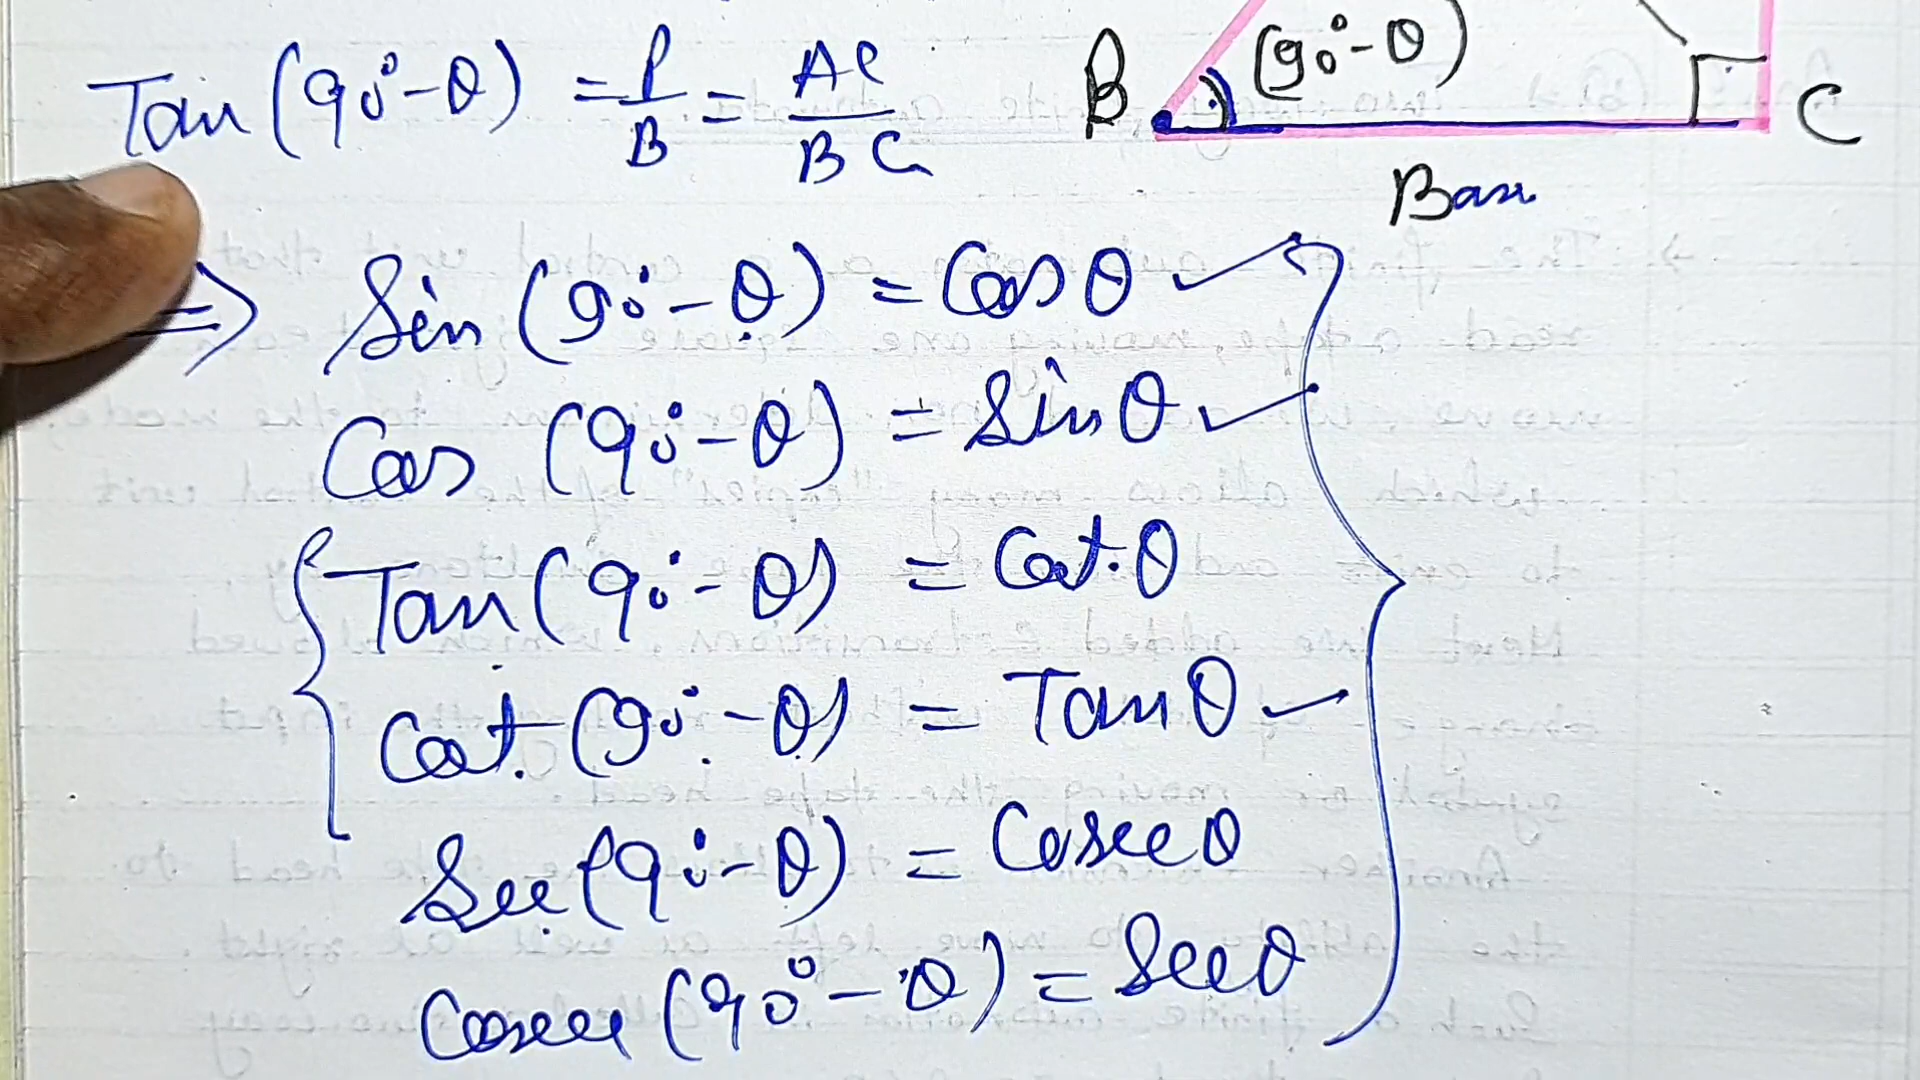 Tan (90°-θ) = P/B = AC/BC
B (90°-θ) C
Base
⇒ Sin (90°-θ) = Cos θ
Cos (90°-θ) = Sin θ
Tan (90°-θ) = Cot θ
Cot (90°-θ) = Tan θ
Sec (90°-θ) = Cosec θ
Cosec (90°-θ) = Sec θ